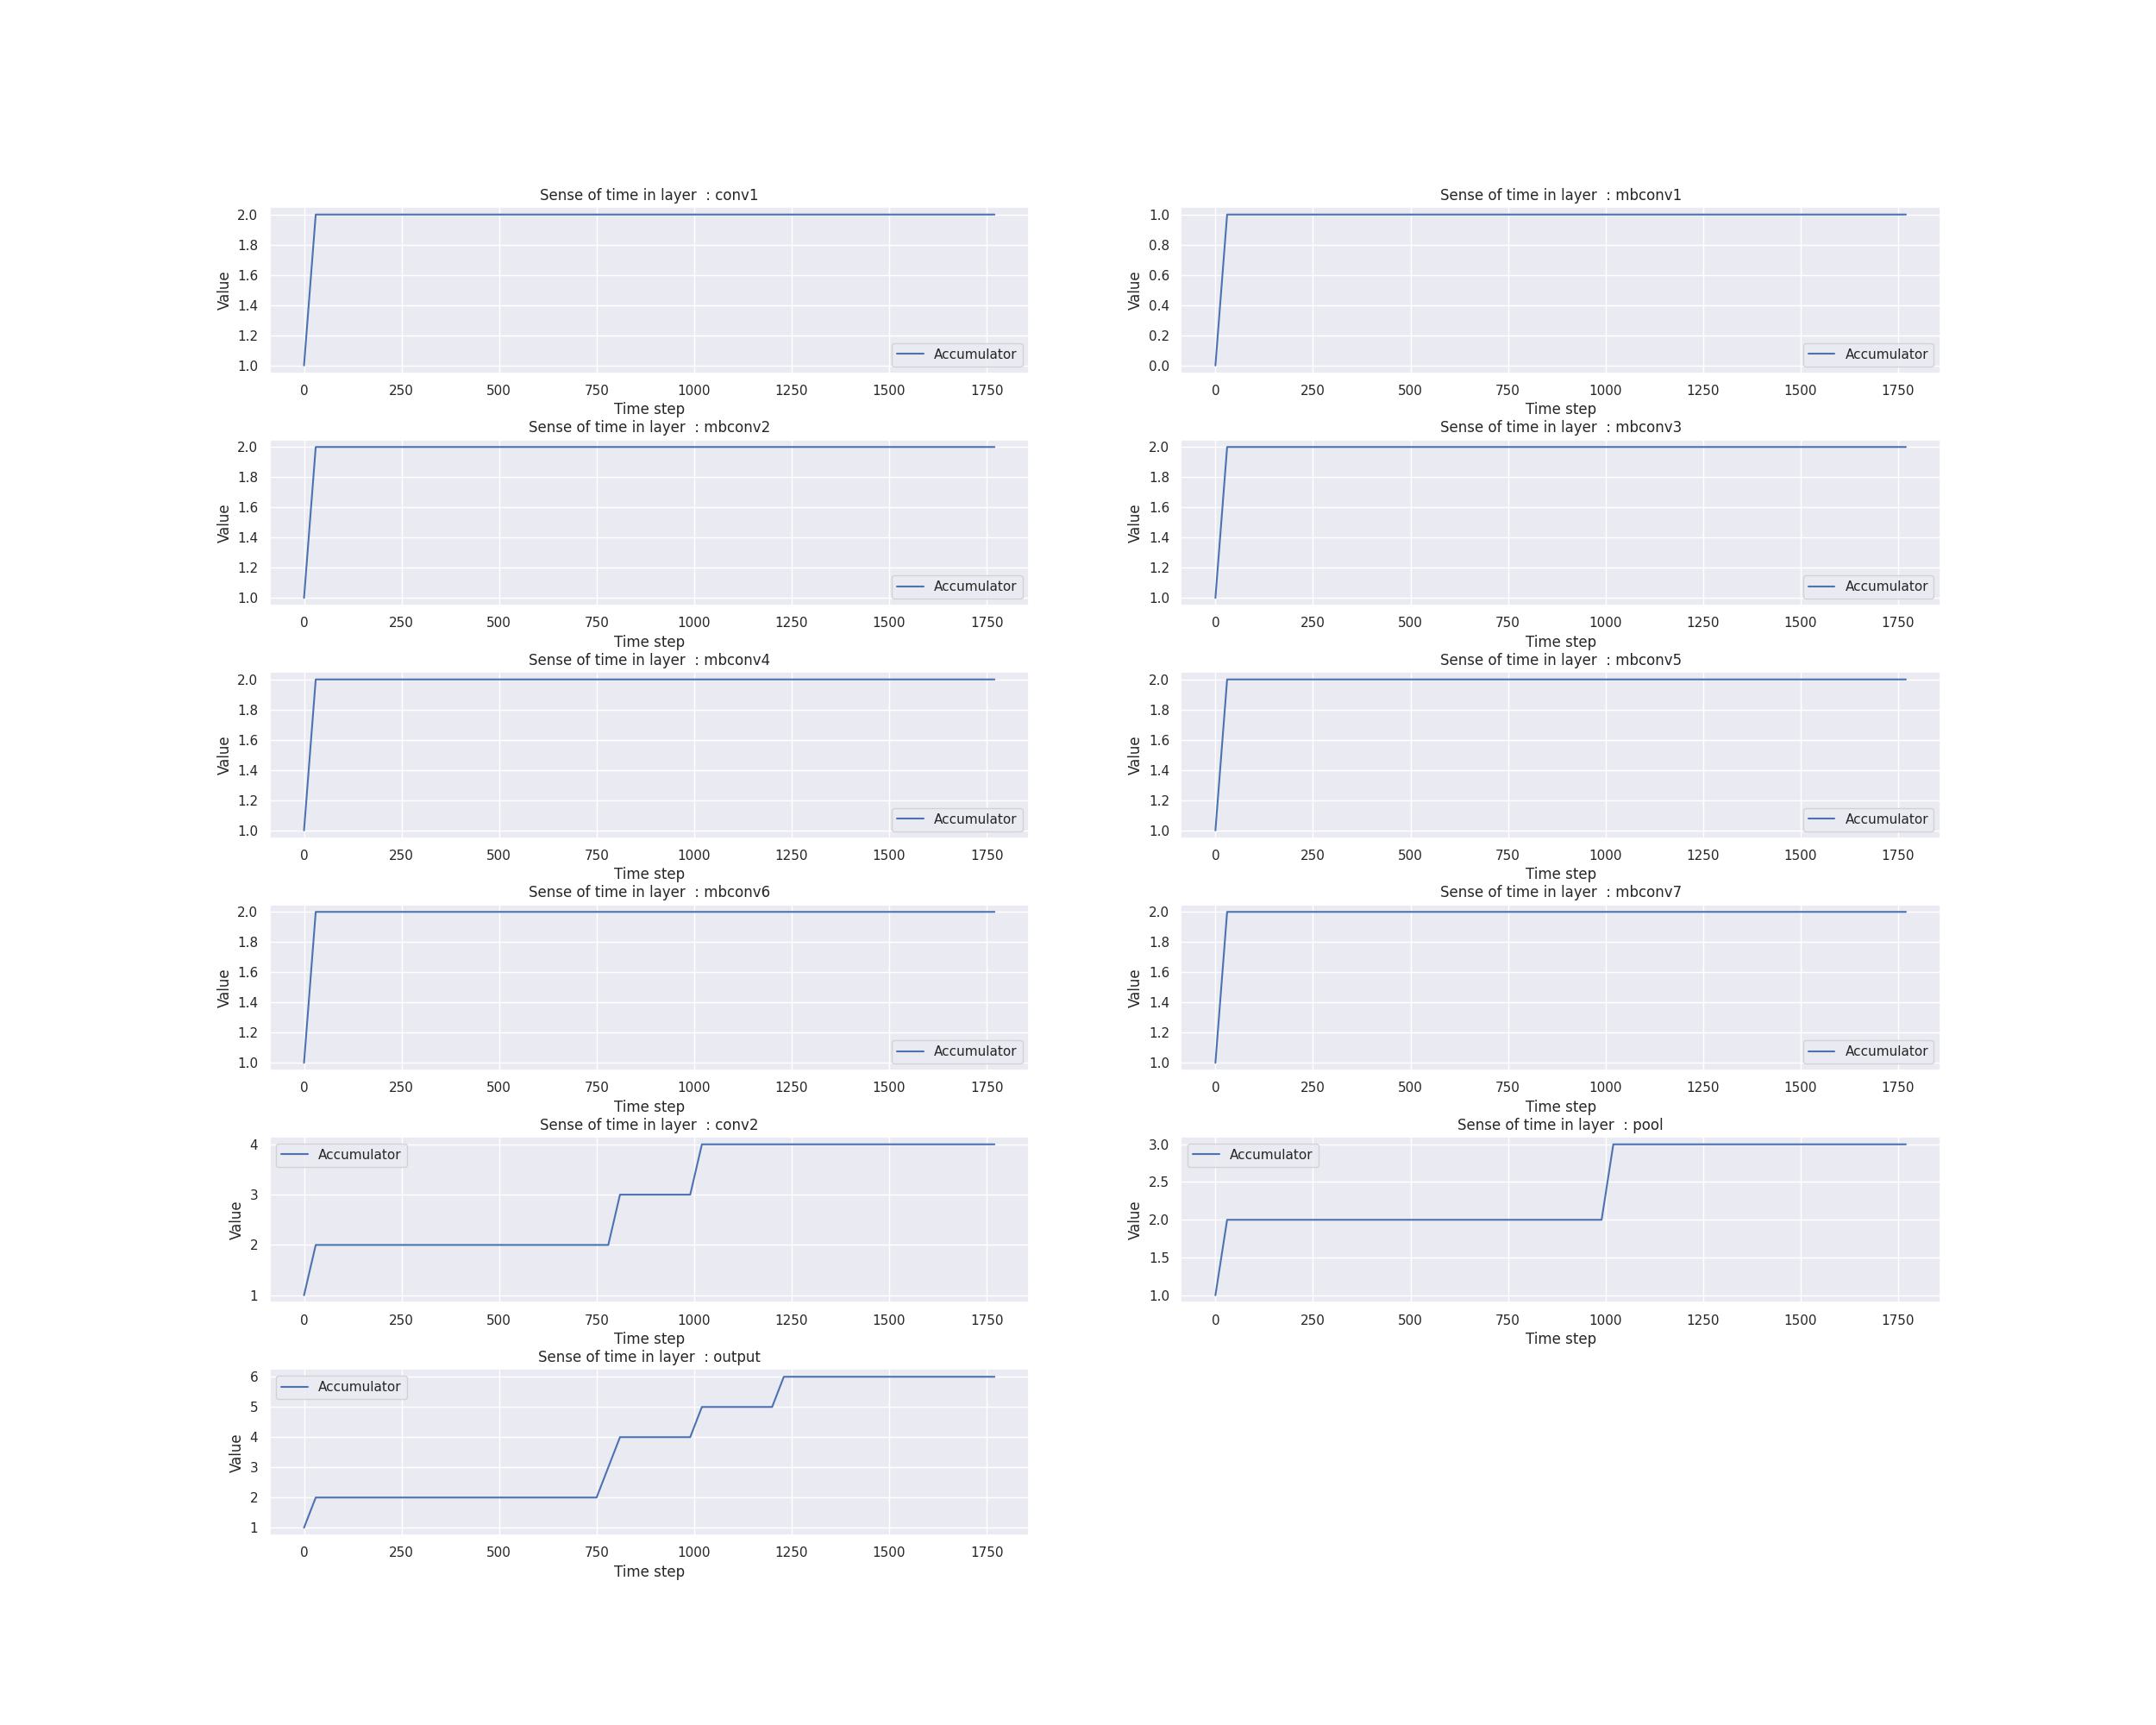 Sense of time in layer  : conv1
2.0
1.8
1.6
1.4
1.2
1.0
Value
Accumulator
0 250 500 750 1000 1250 1500 1750
Time step
Sense of time in layer  : mbconv1
1.0
0.8
0.6
0.4
0.2
0.0
Value
Accumulator
0 250 500 750 1000 1250 1500 1750
Time step
Sense of time in layer  : mbconv2
2.0
1.8
1.6
1.4
1.2
1.0
Value
Accumulator
0 250 500 750 1000 1250 1500 1750
Time step
Sense of time in layer  : mbconv3
2.0
1.8
1.6
1.4
1.2
1.0
Value
Accumulator
0 250 500 750 1000 1250 1500 1750
Time step
Sense of time in layer  : mbconv4
2.0
1.8
1.6
1.4
1.2
1.0
Value
Accumulator
0 250 500 750 1000 1250 1500 1750
Time step
Sense of time in layer  : mbconv5
2.0
1.8
1.6
1.4
1.2
1.0
Value
Accumulator
0 250 500 750 1000 1250 1500 1750
Time step
Sense of time in layer  : mbconv6
2.0
1.8
1.6
1.4
1.2
1.0
Value
Accumulator
0 250 500 750 1000 1250 1500 1750
Time step
Sense of time in layer  : mbconv7
2.0
1.8
1.6
1.4
1.2
1.0
Value
Accumulator
0 250 500 750 1000 1250 1500 1750
Time step
Sense of time in layer  : conv2
Accumulator
4
3
2
1
Value
0 250 500 750 1000 1250 1500 1750
Time step
Sense of time in layer  : pool
Accumulator
3.0
2.5
2.0
1.5
1.0
Value
0 250 500 750 1000 1250 1500 1750
Time step
Sense of time in layer  : output
Accumulator
6
5
4
3
2
1
Value
0 250 500 750 1000 1250 1500 1750
Time step